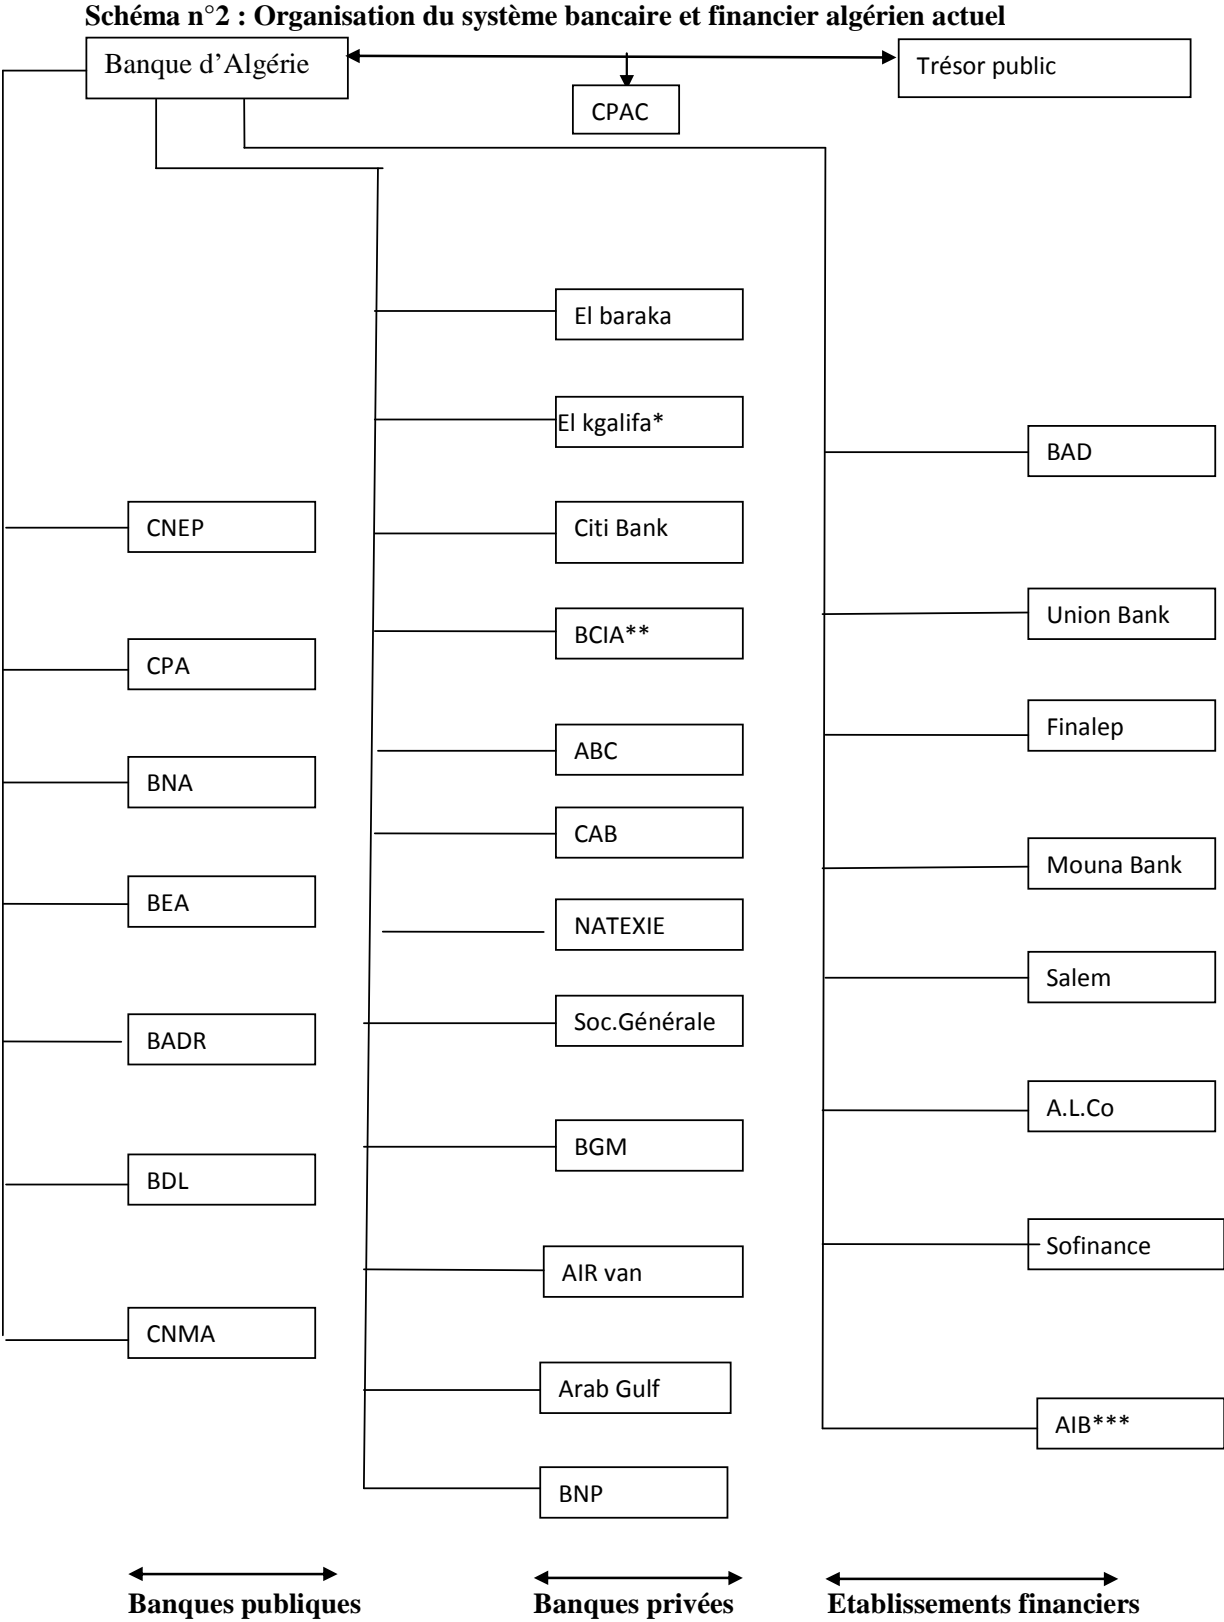 Schéma n°2 : Organisation du système bancaire et financier algérien actuel
Banque d'Algérie
Trésor public
CPAC
CNEP
CPA
BNA
BEA
BADR
BDL
CNMA
El baraka
El kgalifa*
Citi Bank
BCIA**
ABC
CAB
NATEXIE
Soc.Générale
BGM
AIR van
Arab Gulf
BNP
BAD
Union Bank
Finalep
Mouna Bank
Salem
A.L.Co
Sofinance
AIB***
Banques publiques
Banques privées
Etablissements financiers